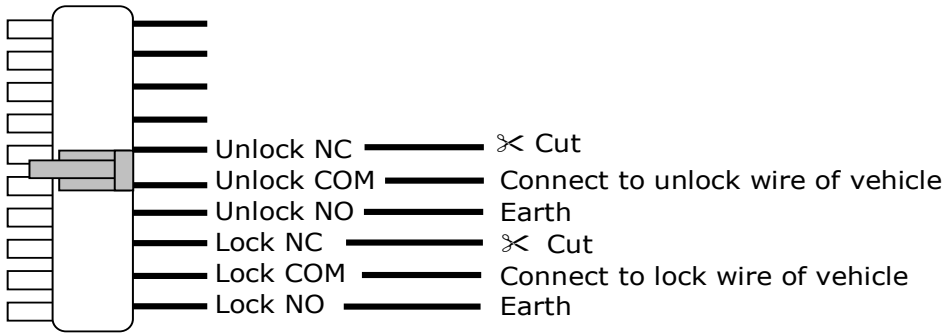 Unlock NC ✂ Cut
Unlock COM Connect to unlock wire of vehicle
Unlock NO Earth
Lock NC ✂ Cut
Lock COM Connect to lock wire of vehicle
Lock NO Earth